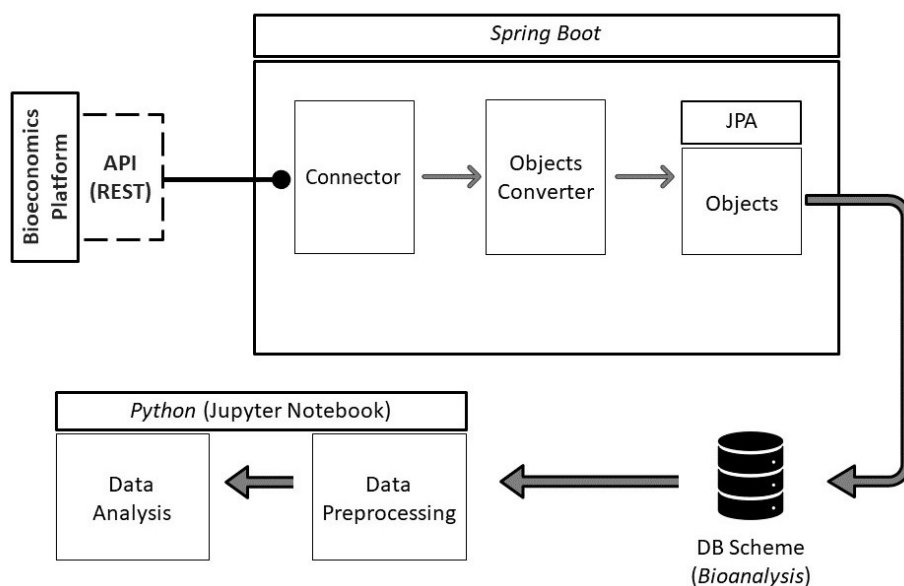 Spring Boot
Bioeconomics
Platform
API
(REST)
Connector
Objects
Converter
JPA
Objects
Python (Jupyter Notebook)
Data
Analysis
Data
Preprocessing
DB Scheme
(Bioanalysis)